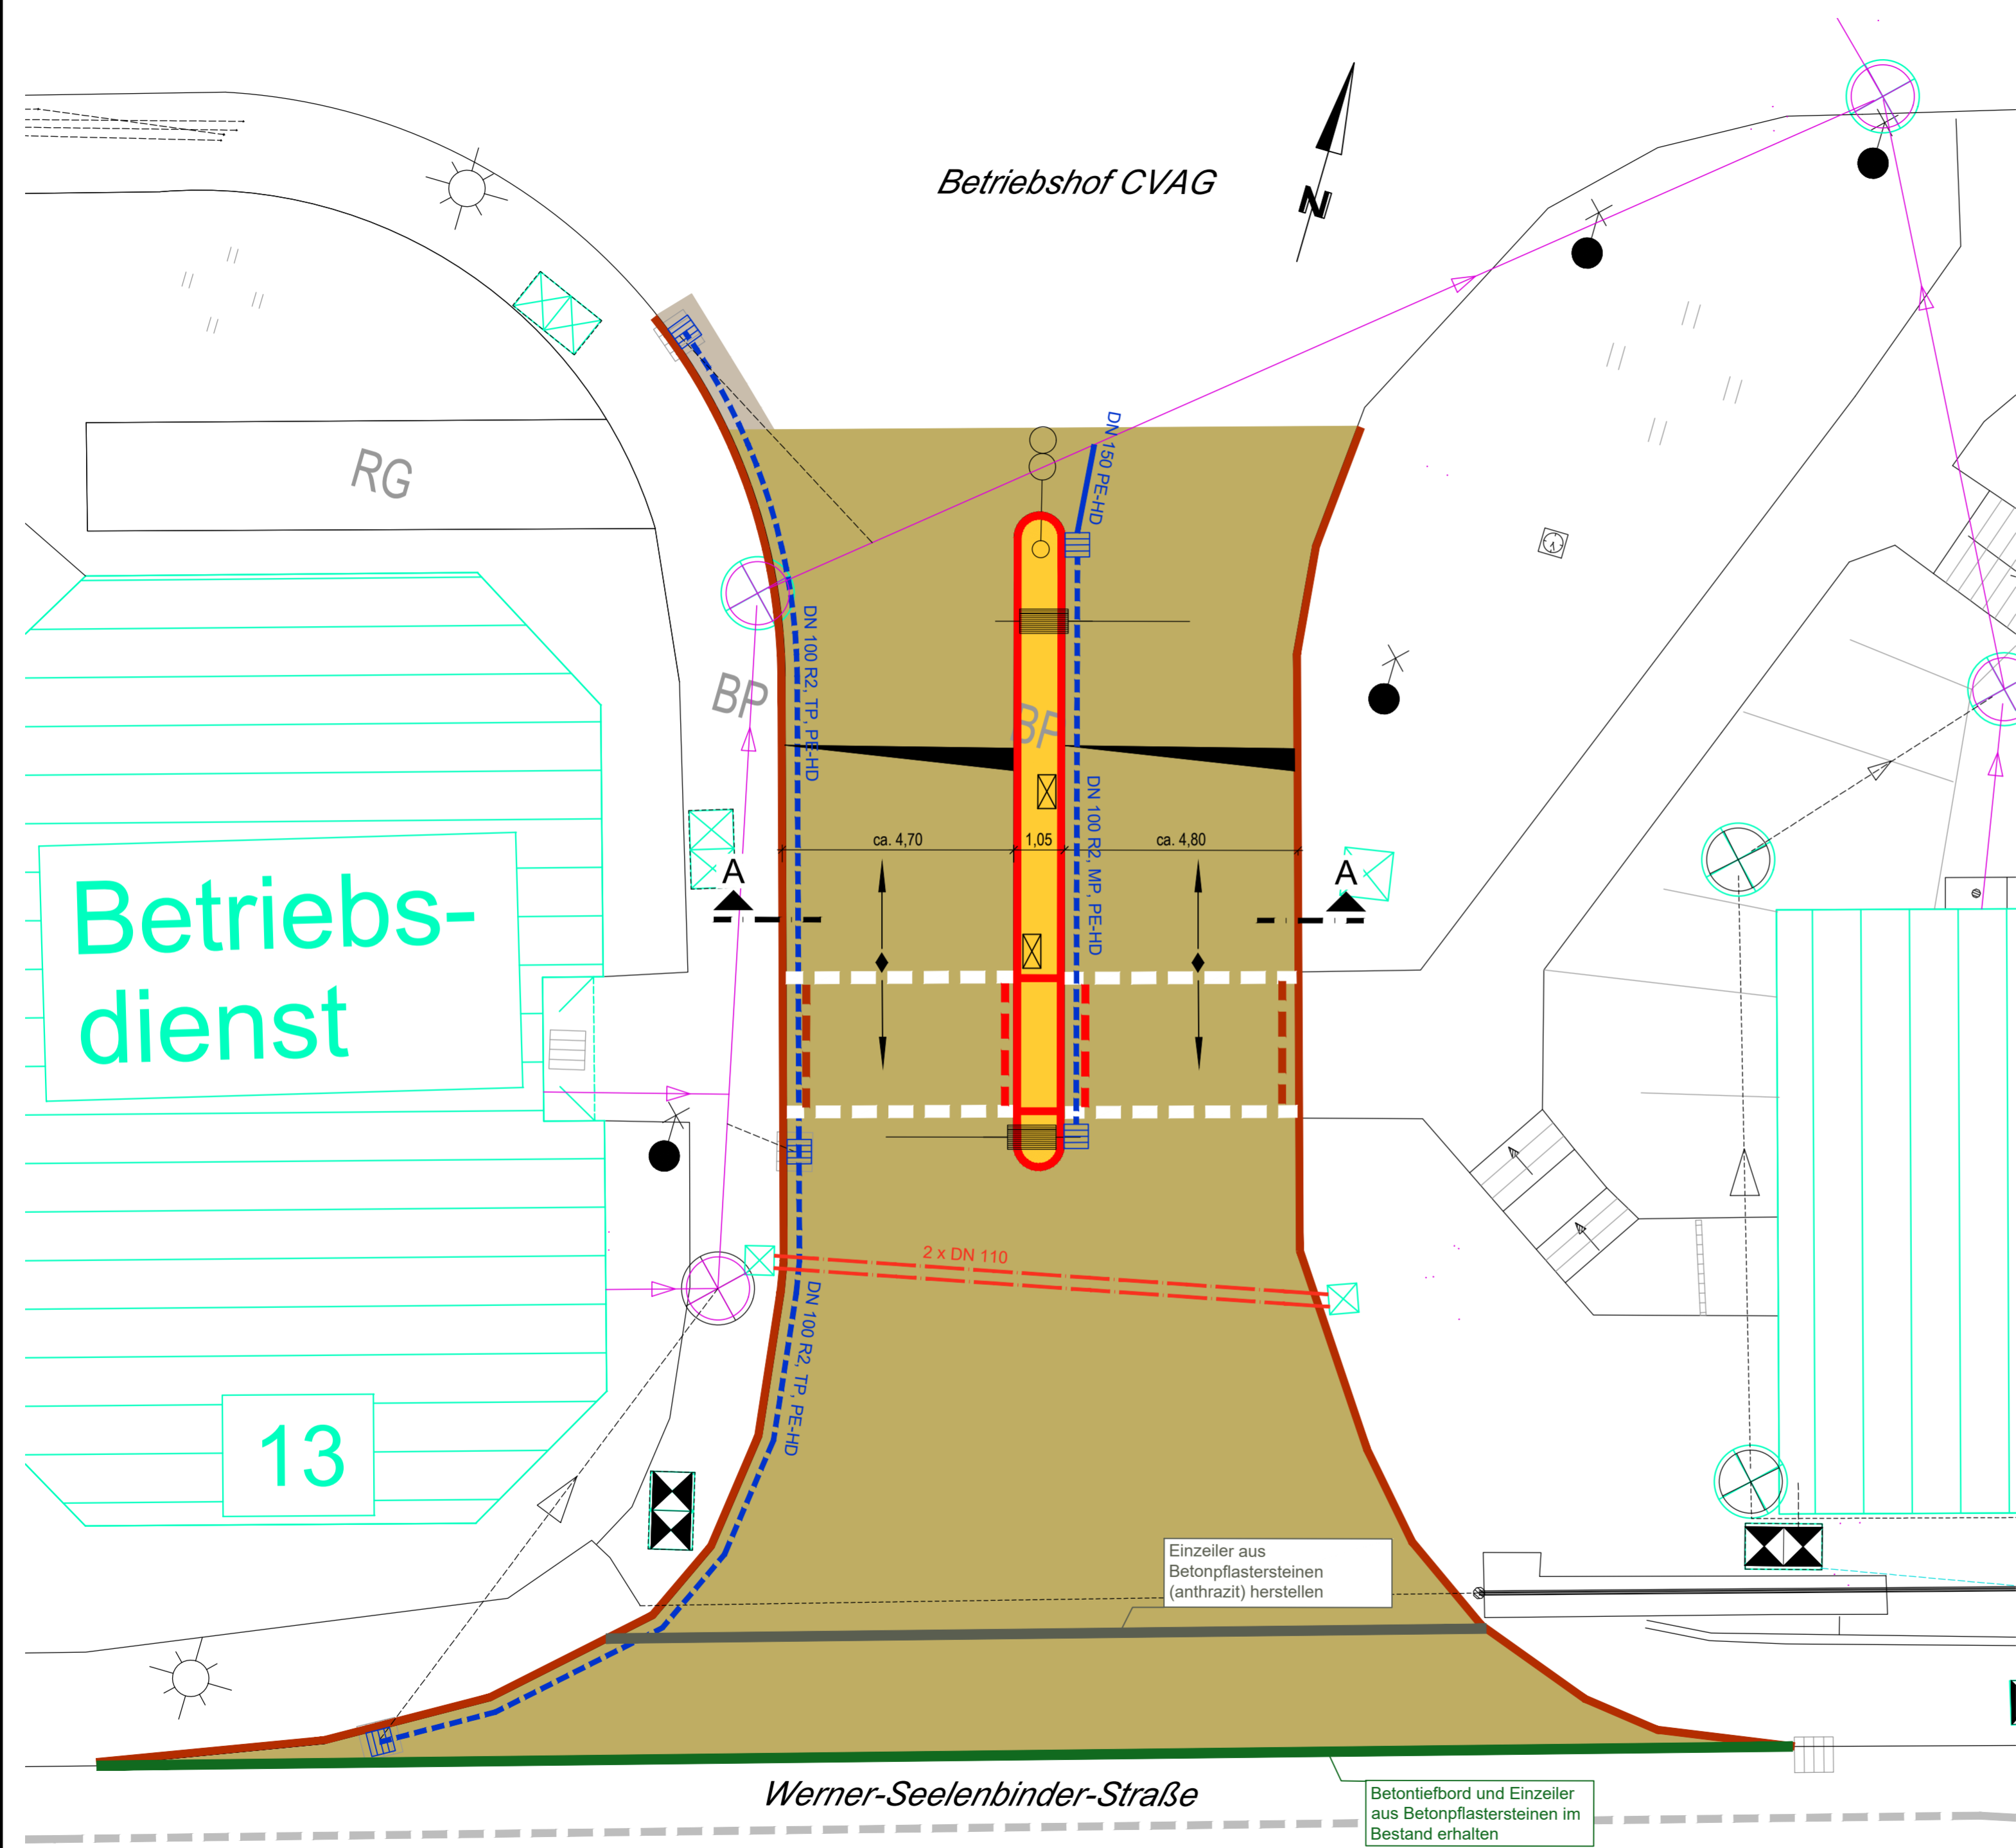 Betriebshof CVAG
N
RG
DN 150 PE-HD
DN 100 R2, TP, PE-HD
BP
BP
DN 100 R2, MP, PE-HD
ca. 4,70
1,05
ca. 4,80
A
A
Betriebs-
dienst
2 x DN 110
DN 100 R2, TP, PE-HD
13
Einzeiler aus
Betonpflastersteinen
(anthrazit) herstellen
Werner-Seelenbinder-Straße
Betontiefbord und Einzeiler
aus Betonpflastersteinen im
Bestand erhalten